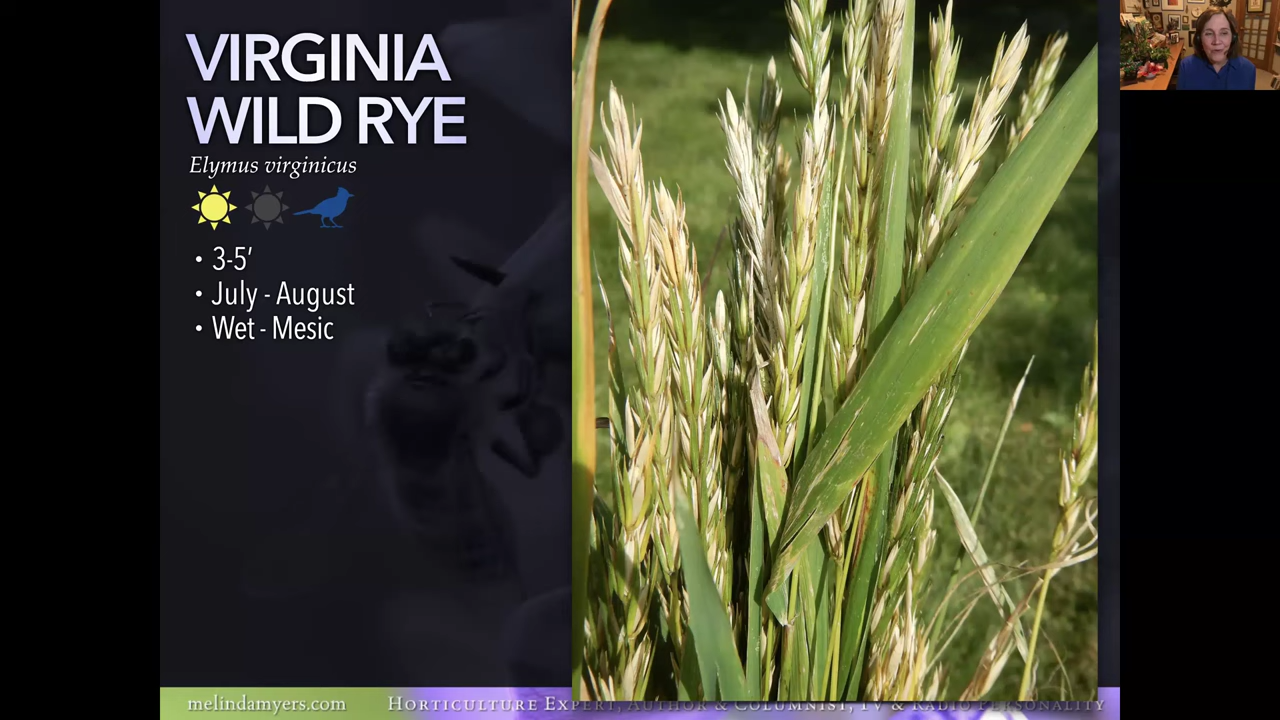 VIRGINIA
WILD RYE
Elymus virginicus
• 3-5'
• July - August
• Wet - Mesic
melindamyers.com
Horticulture Expert, Author & Columnist, TV & Radio personality